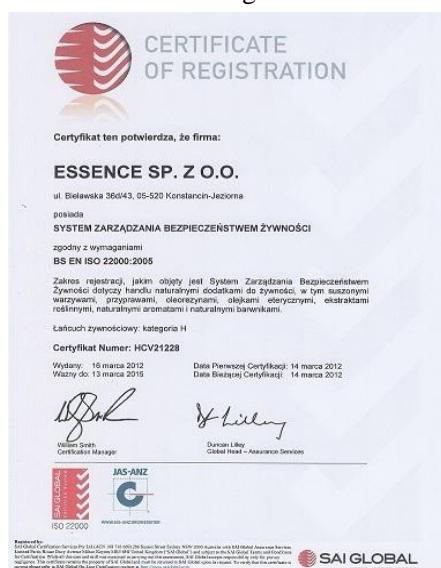 CERTIFICATE
OF REGISTRATION
Certyfikat ten potwierdza, że firma:
ESSENCE SP. Z O.O.
ul. Bielawska 36d/43, 05-520 Konstancin-Jeziorna
posiada
SYSTEM ZARZĄDZANIA BEZPIECZEŃSTWEM ŻYWNOŚCI
zgodny z wymaganiami
BS EN ISO 22000:2005
Zakres rejestracji, jakim objęty jest System Zarządzania Bezpieczeństwem
Żywności dotyczy handlu naturalnymi dodatkami do żywności, w tym suszonymi
warzywami, przyprawami, oleorezynami, olejkami eterycznymi, ekstraktami
roślinnymi, naturalnymi aromatami i naturalnymi barwnikami.
Łańcuch żywnościowy: kategoria H
Certyfikat Numer: HCV21228
Wydany: 16 marca 2012
Ważny do: 13 marca 2015
Data Pierwszej Certyfikacji: 14 marca 2012
Data Bieżącej Certyfikacji: 14 marca 2012
William Smith
Certification Manager
Duncan Lilley
Global Head – Assurance Services
SAI GLOBAL
ISO 22000
JAS-ANZ
Registered by:
SAI GLOBAL